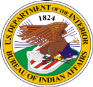 U.S. DEPARTMENT OF THE INTERIOR
1824
BUREAU OF INDIAN AFFAIRS